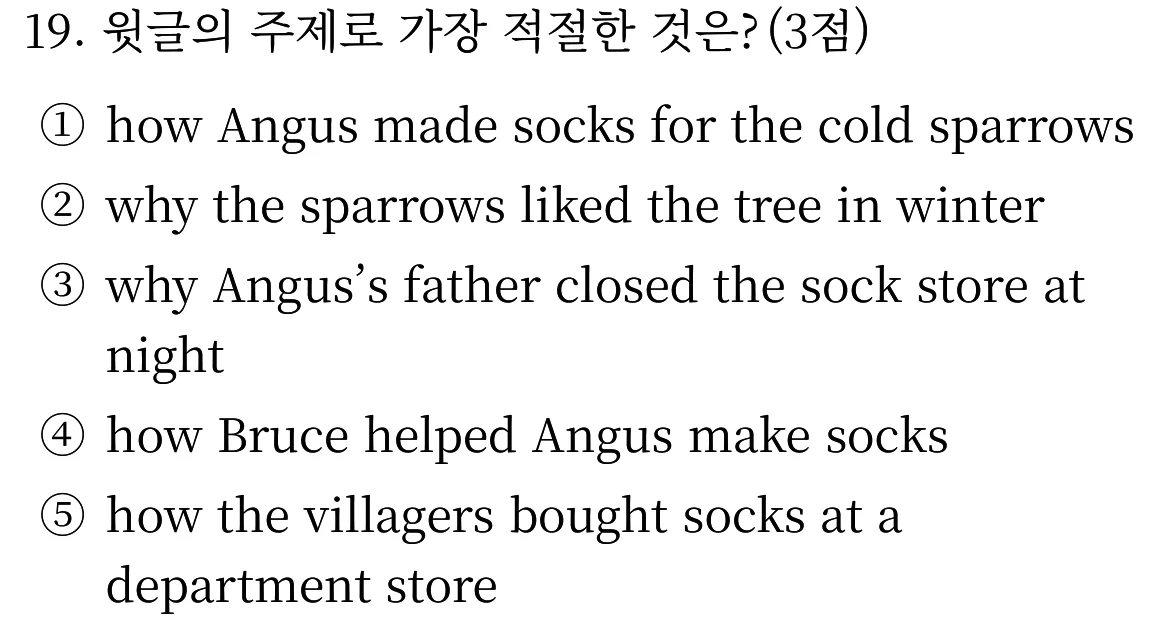 19. 윗글의 주제로 가장 적절한 것은?(3점)
① how Angus made socks for the cold sparrows
② why the sparrows liked the tree in winter
③ why Angus’s father closed the sock store at
night
④ how Bruce helped Angus make socks
⑤ how the villagers bought socks at a
department store